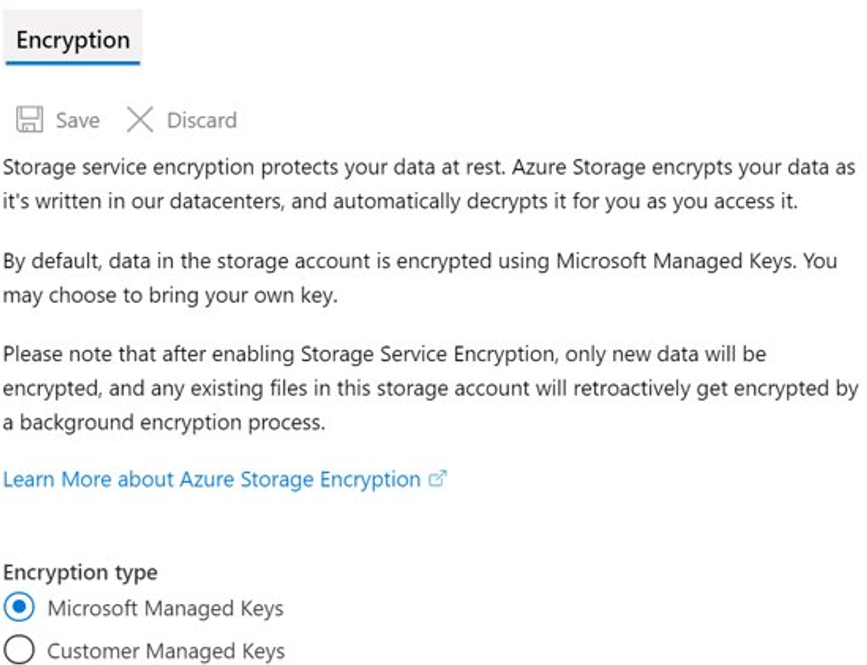 Encryption
Save Discard
Storage service encryption protects your data at rest. Azure Storage encrypts your data as
it's written in our datacenters, and automatically decrypts it for you as you access it.
By default, data in the storage account is encrypted using Microsoft Managed Keys. You
may choose to bring your own key.
Please note that after enabling Storage Service Encryption, only new data will be
encrypted, and any existing files in this storage account will retroactively get encrypted by
a background encryption process.
Learn More about Azure Storage Encryption
Encryption type
Microsoft Managed Keys
Customer Managed Keys